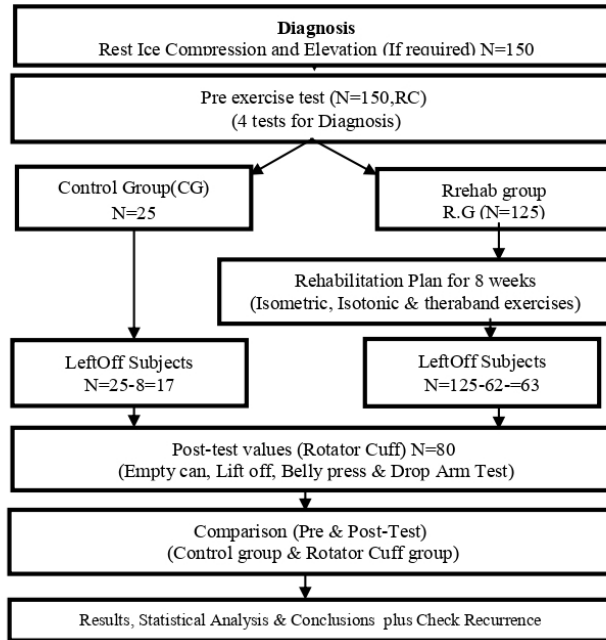 Diagnosis
Rest Ice Compression and Elevation (If required) N=150
Pre exercise test (N=150,RC)
(4 tests for Diagnosis)
Control Group(CG)
N=25
Rrehab group
R.G (N=125)
Rehabilitation Plan for 8 weeks
(Isometric, Isotonic & theraband exercises)
LeftOff Subjects
N=25-8=17
LeftOff Subjects
N=125-62-=63
Post-test values (Rotator Cuff) N=80
(Empty can, Lift off, Belly press & Drop Arm Test)
Comparison (Pre & Post-Test)
(Control group & Rotator Cuff group)
Results, Statistical Analysis & Conclusions plus Check Recurrence